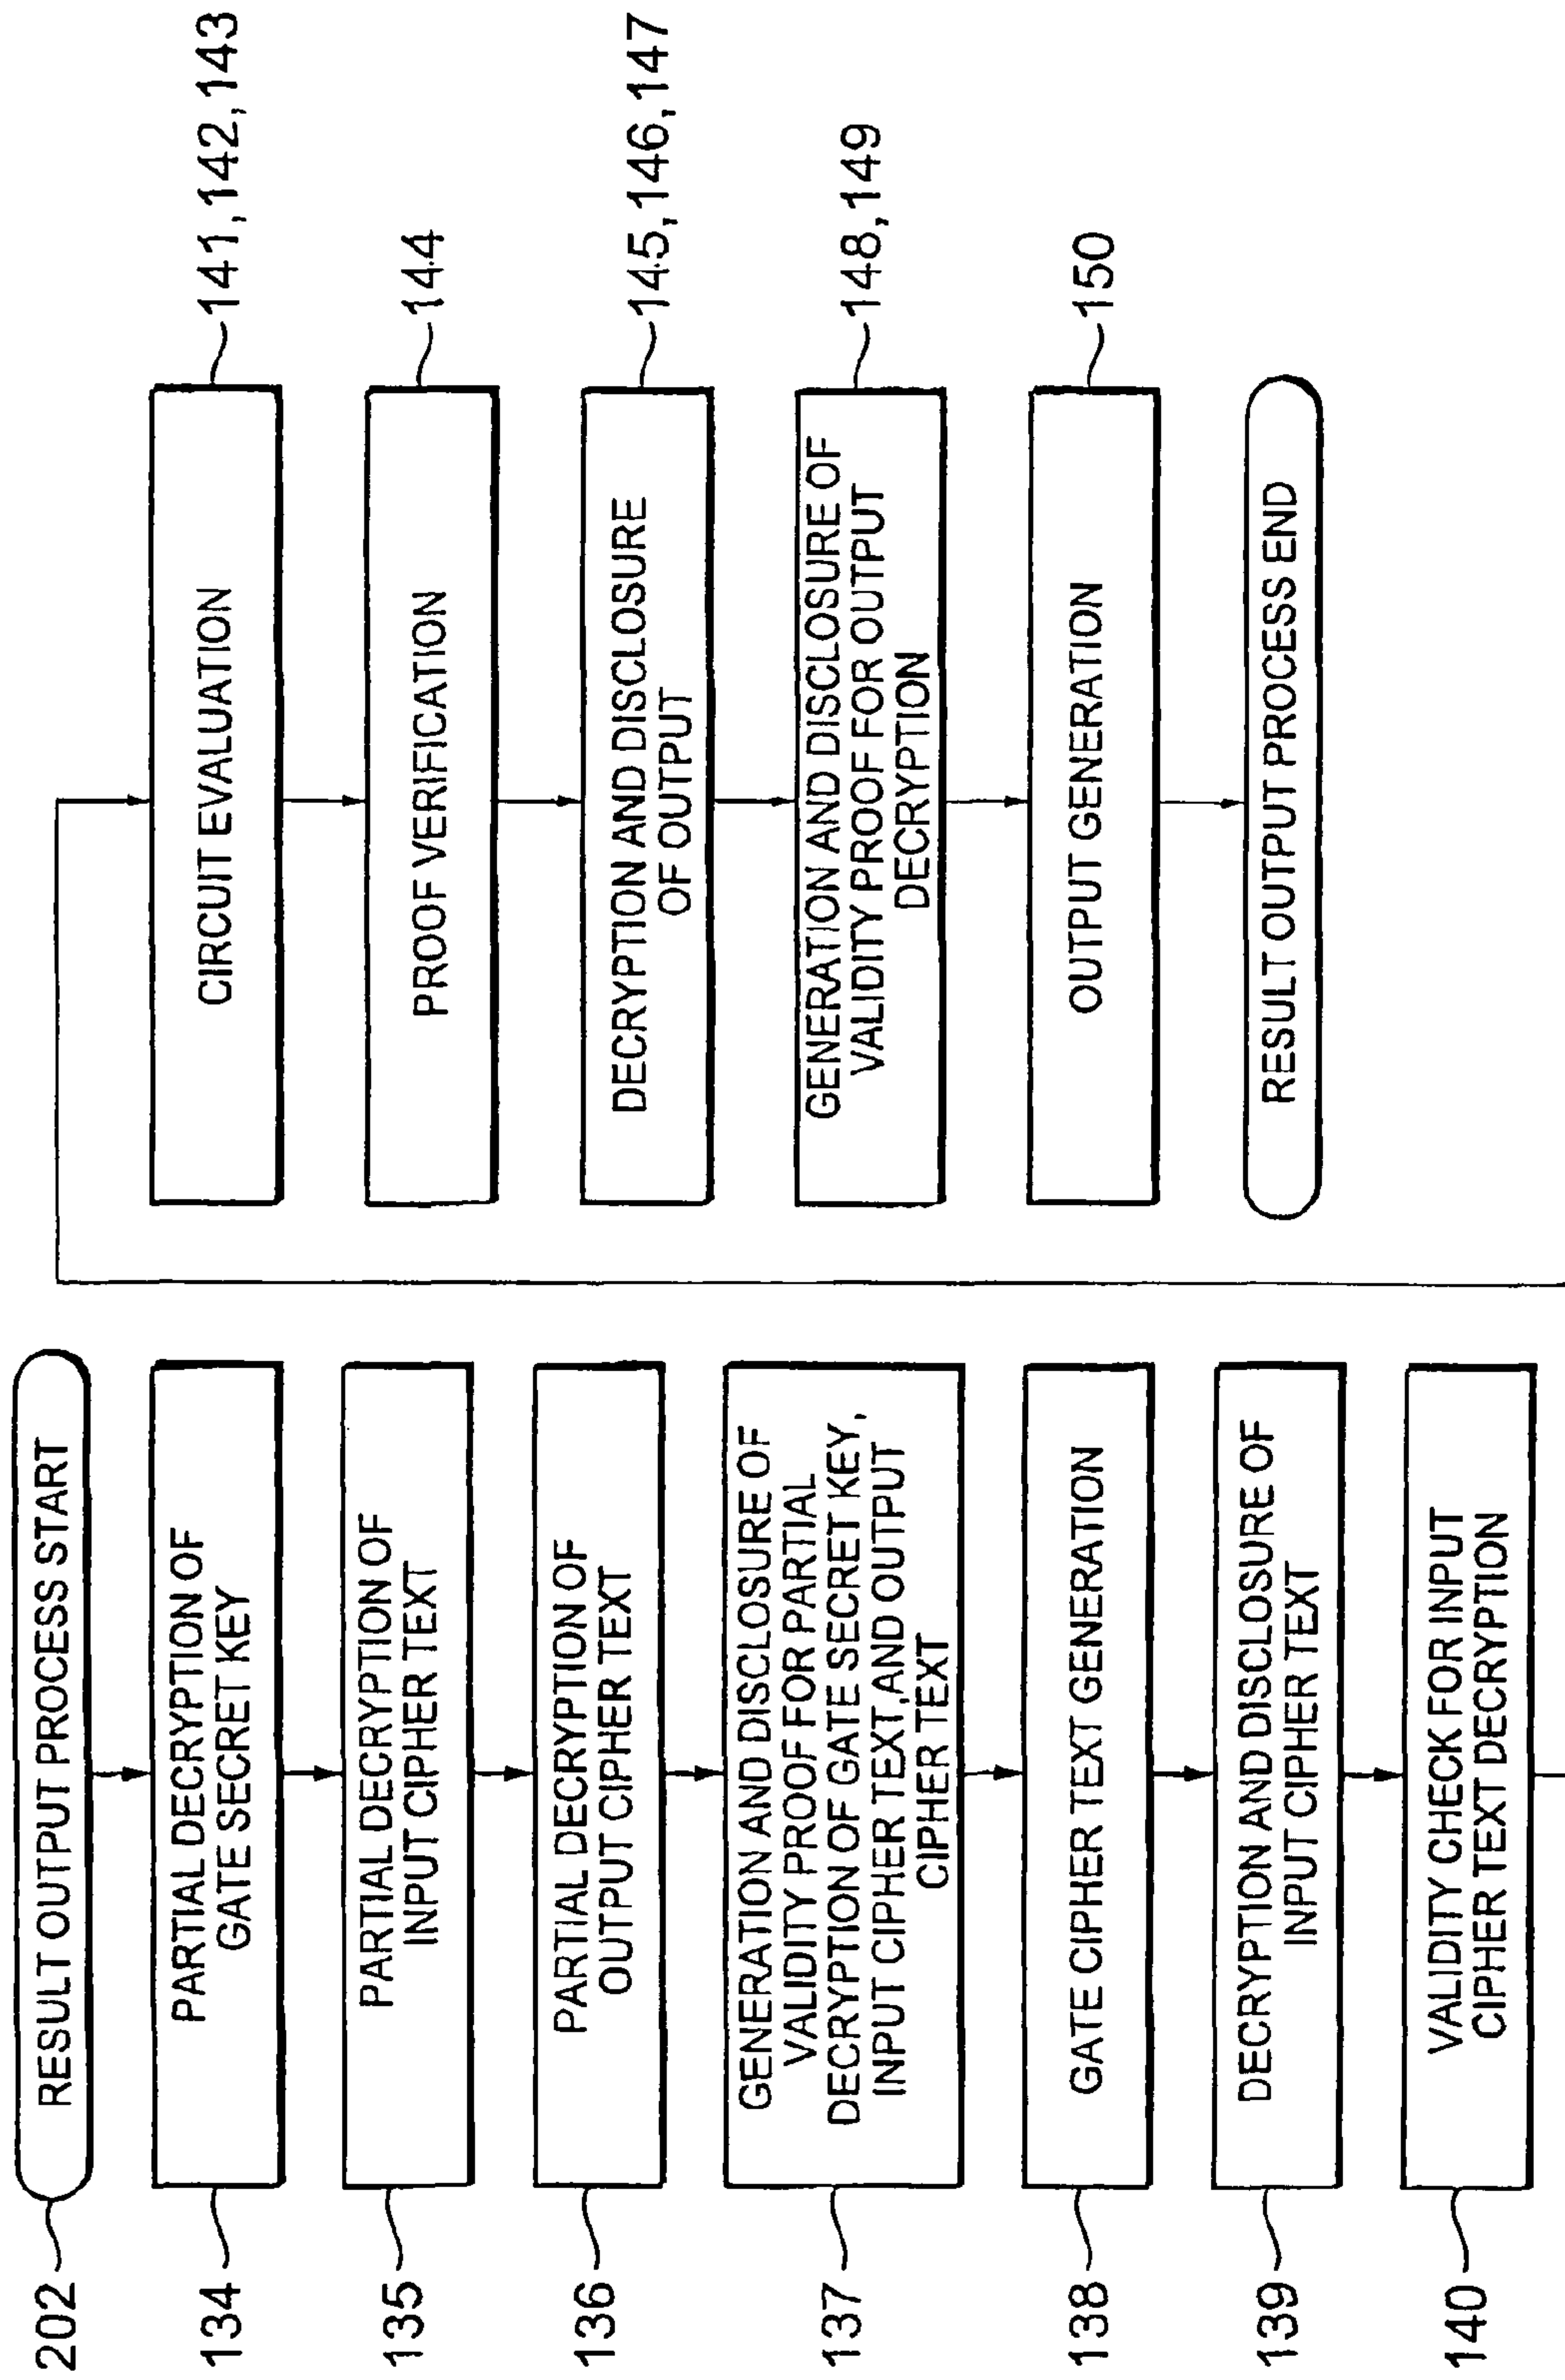 202
RESULT OUTPUT PROCESS START
134
PARTIAL DECRYPTION OF
GATE SECRET KEY
135
PARTIAL DECRYPTION OF
INPUT CIPHER TEXT
136
PARTIAL DECRYPTION OF
OUTPUT CIPHER TEXT
137
GENERATION AND DISCLOSURE OF
VALIDITY PROOF FOR PARTIAL
DECRYPTION OF GATE SECRET KEY,
INPUT CIPHER TEXT,AND OUTPUT
CIPHER TEXT
138
GATE CIPHER TEXT GENERATION
139
DECRYPTION AND DISCLOSURE OF
INPUT CIPHER TEXT
140
VALIDITY CHECK FOR INPUT
CIPHER TEXT DECRYPTION
CIRCUIT EVALUATION
141,142,143
PROOF VERIFICATION
144
DECRYPTION AND DISCLOSURE
OF OUTPUT
145,146,147
GENERATION AND DISCLOSURE OF
VALIDITY PROOF FOR OUTPUT
DECRYPTION
148,149
OUTPUT GENERATION
150
RESULT OUTPUT PROCESS END